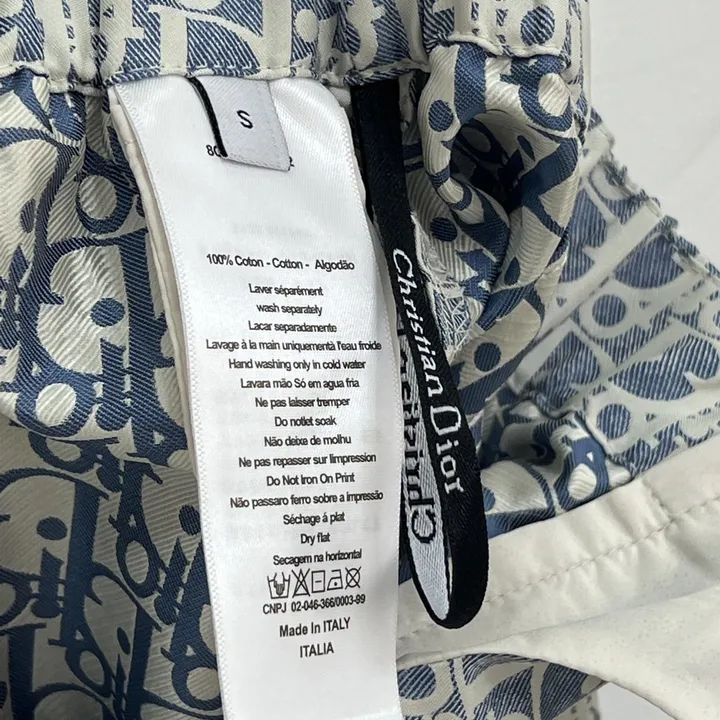 S
100% Coton - Cotton - Algodão
Laver séparément
wash separately
Lacar separadamente
Lavage à la main uniquementà l'eau froide
Hand washing only in cold water
Lavara mão Só em agua fria
Ne pas laisser tremper
Do notlet soak
Não deixe de molhu
Ne pas repasser sur limpression
Do Not Iron On Print
Não passaro ferro sobre a impressão
Séchage á plat
Dry flat
Secagem na horizontal
CNPJ 02-046-366/0003-99
Made In ITALY
ITALIA
Christian Dior